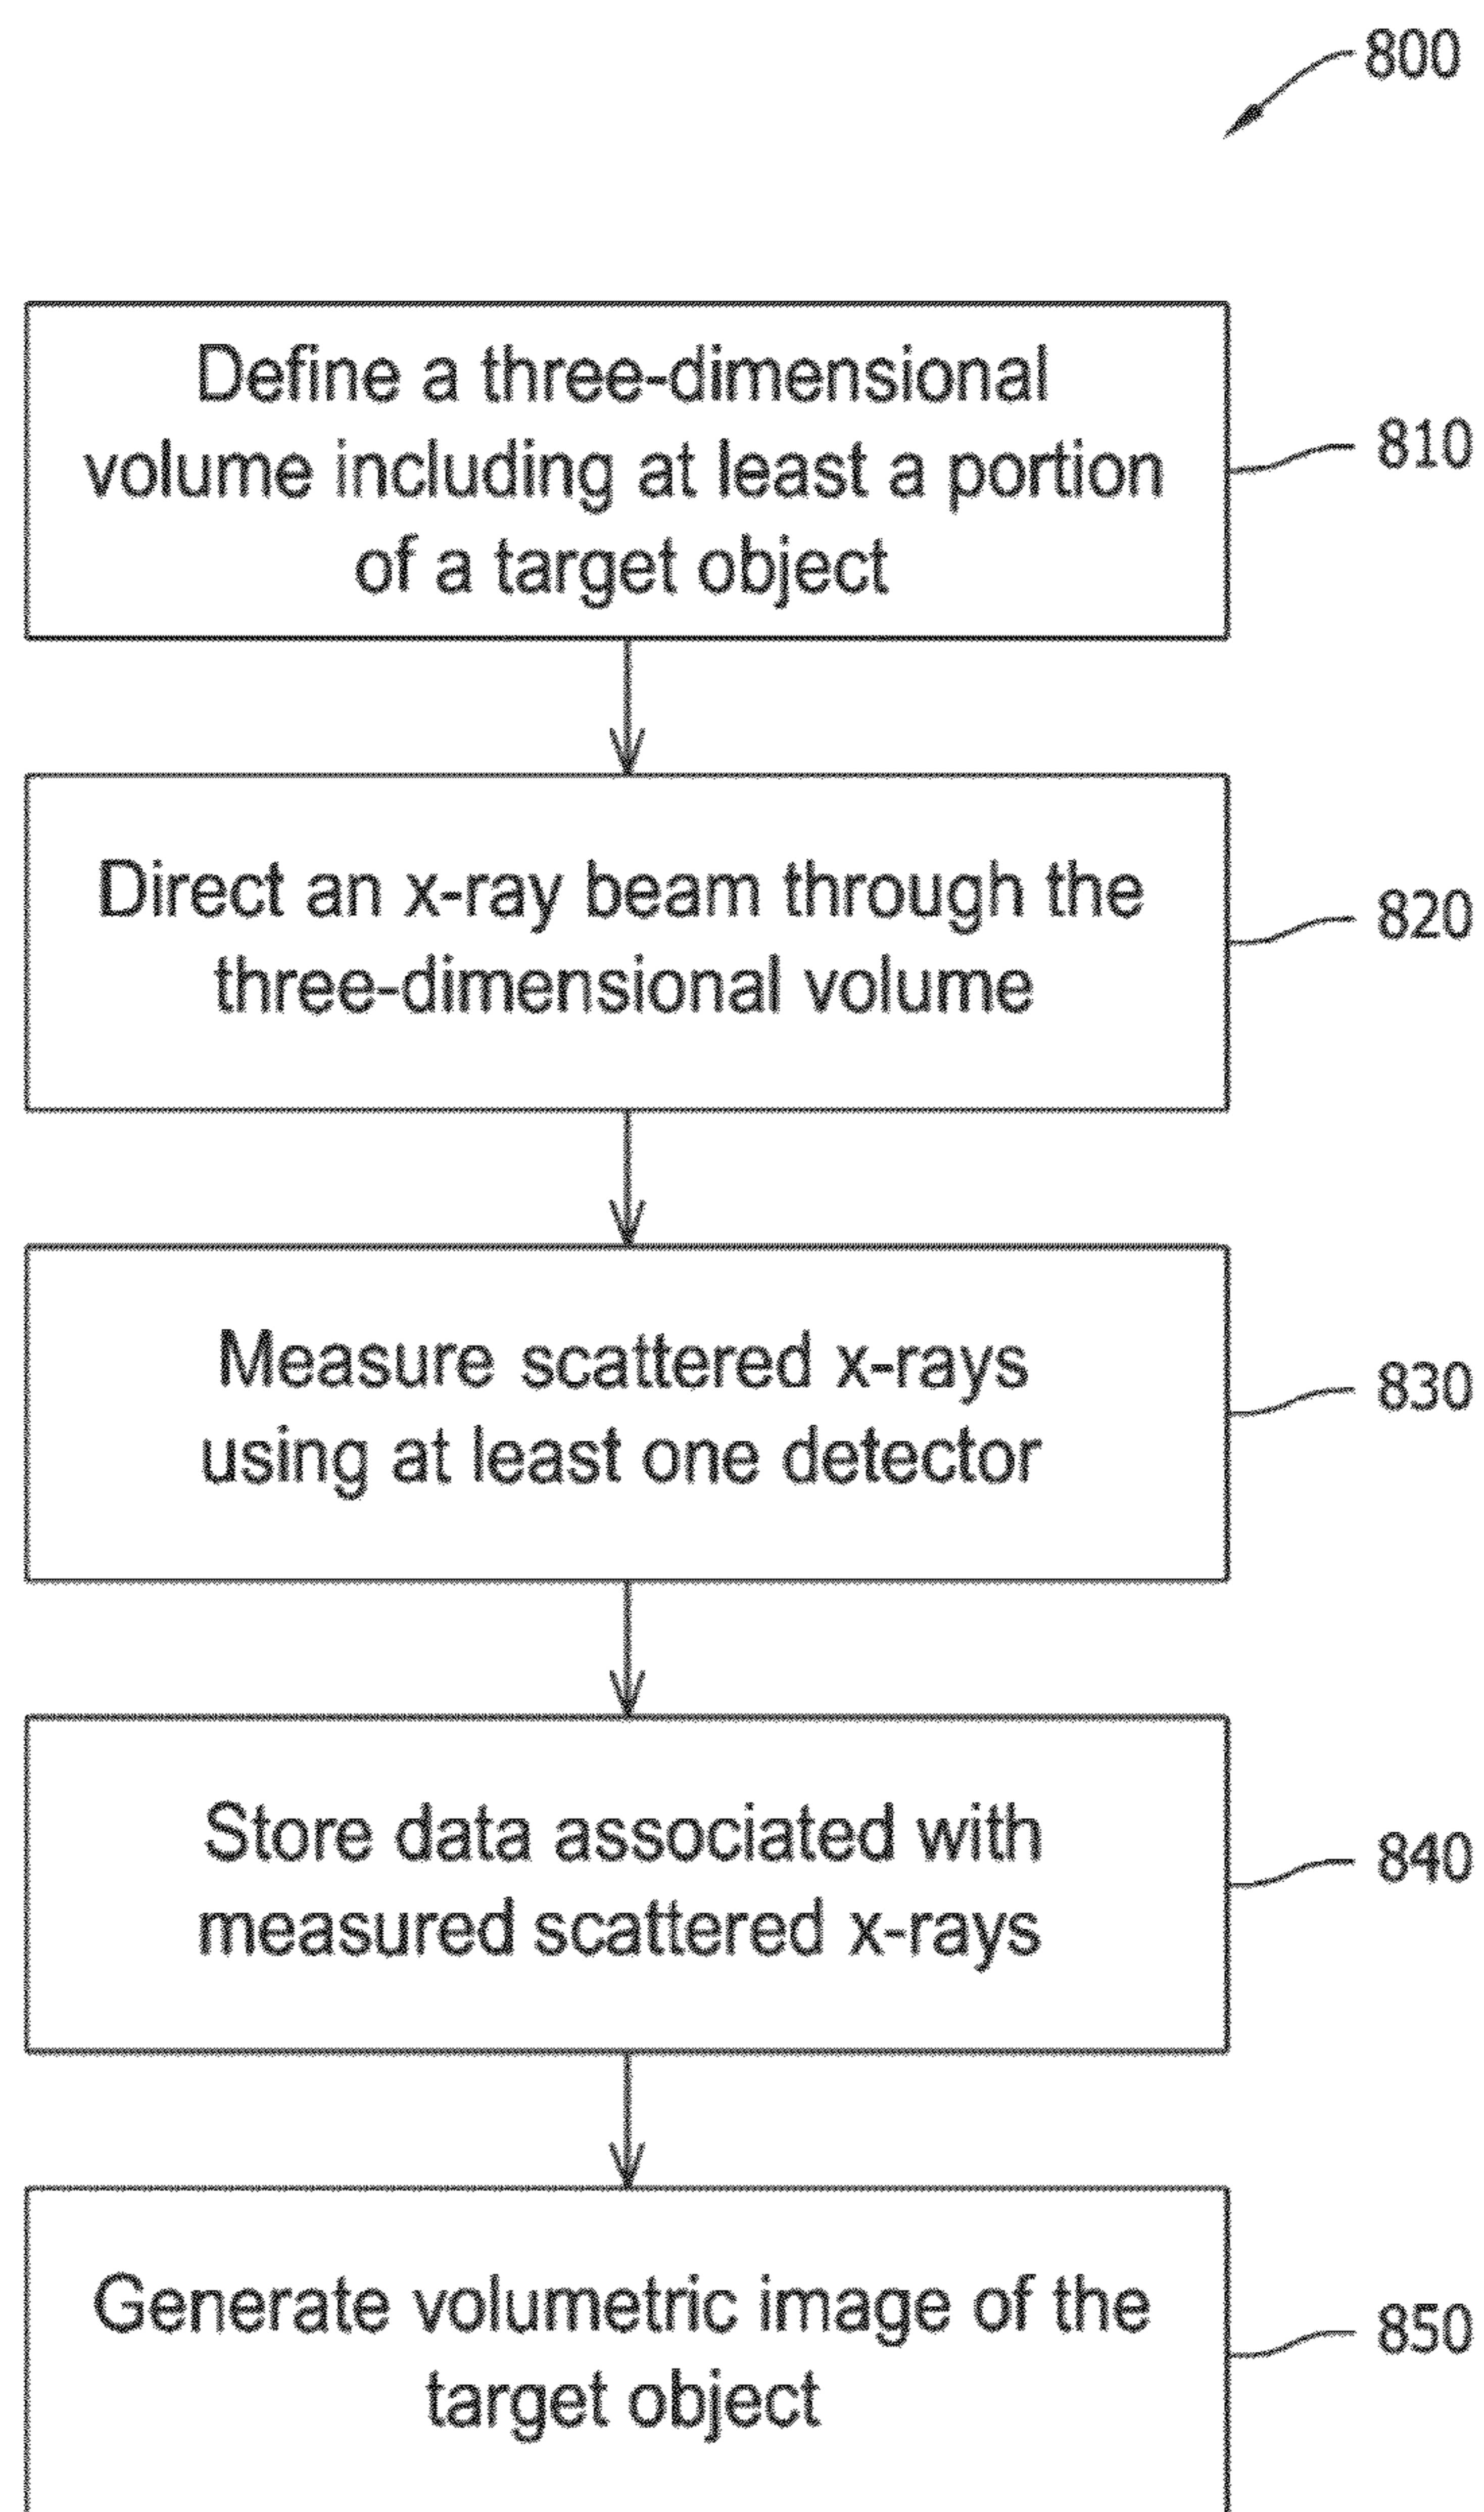 800
Define a three-dimensional
volume including at least a portion
of a target object
810
Direct an x-ray beam through the
three-dimensional volume
820
Measure scattered x-rays
using at least one detector
830
Store data associated with
measured scattered x-rays
840
Generate volumetric image of the
target object
850